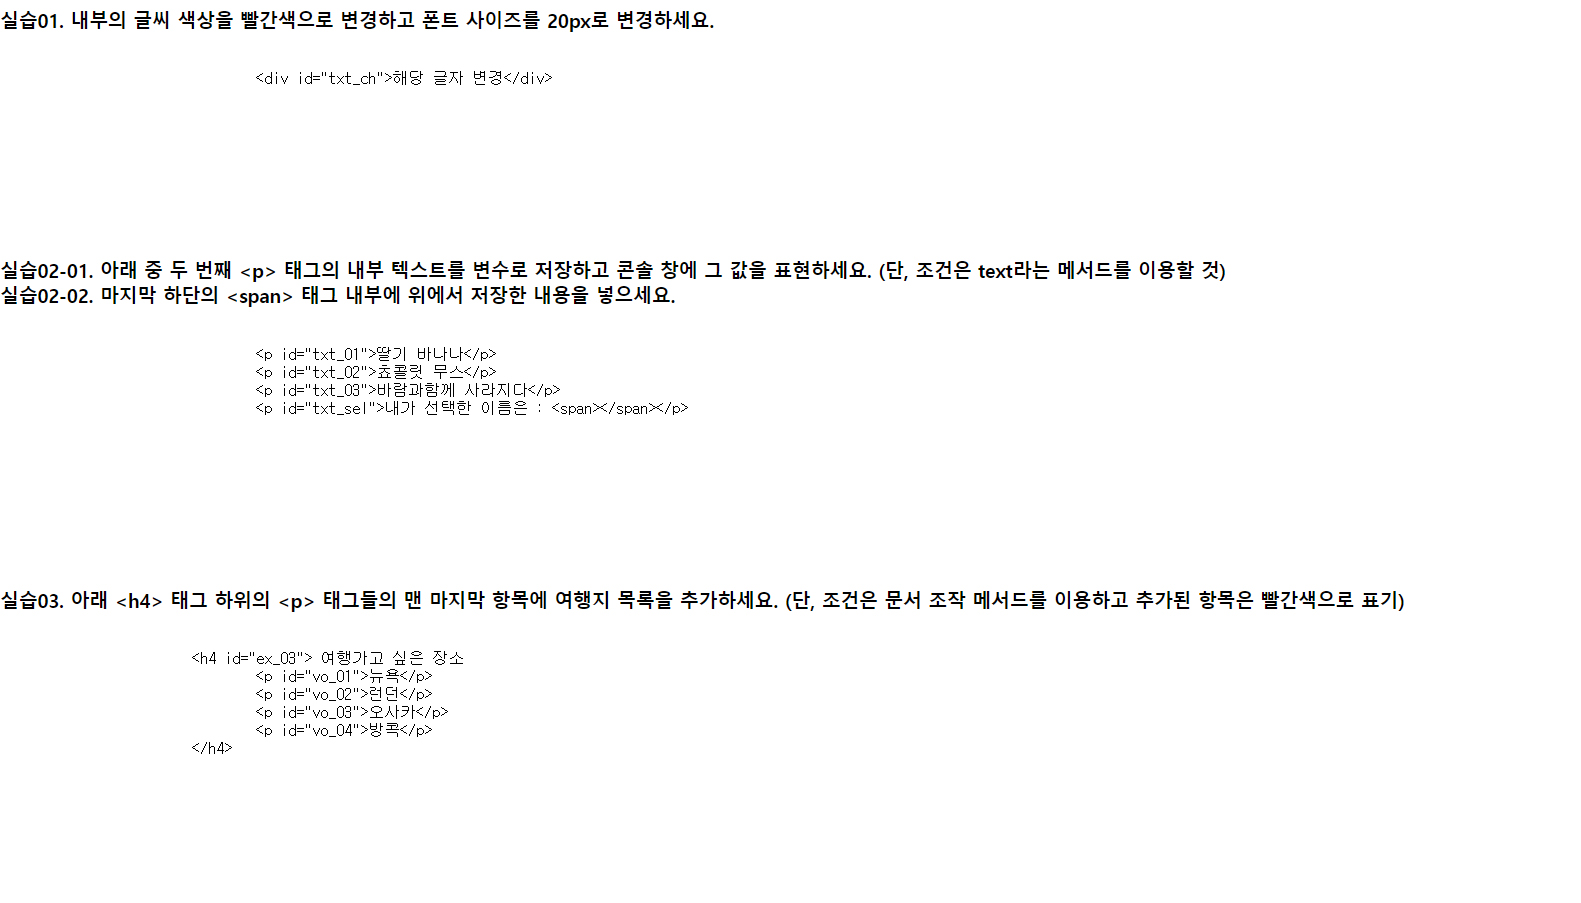 실습01. 내부의 글씨 색상을 빨간색으로 변경하고 폰트 사이즈를 20px로 변경하세요.
<div id="txt_ch">해당 글자 변경</div>
실습02-01. 아래 중 두 번째 <p> 태그의 내부 텍스트를 변수로 저장하고 콘솔 창에 그 값을 표현하세요. (단, 조건은 text라는 메서드를 이용할 것)
실습02-02. 마지막 하단의 <span> 태그 내부에 위에서 저장한 내용을 넣으세요.
<p id="txt_01">딸기 바나나</p>
<p id="txt_02">쵸콜릿 무스</p>
<p id="txt_03">바람과함께 사라지다</p>
<p id="txt_sel">내가 선택한 이름은 : <span></span></p>
실습03. 아래 <h4> 태그 하위의 <p> 태그들의 맨 마지막 항목에 여행지 목록을 추가하세요. (단, 조건은 문서 조작 메서드를 이용하고 추가된 항목은 빨간색으로 표기)
<h4 id="ex_03"> 여행가고 싶은 장소
<p id="vo_01">뉴욕</p>
<p id="vo_02">런던</p>
<p id="vo_03">오사카</p>
<p id="vo_04">방콕</p>
</h4>